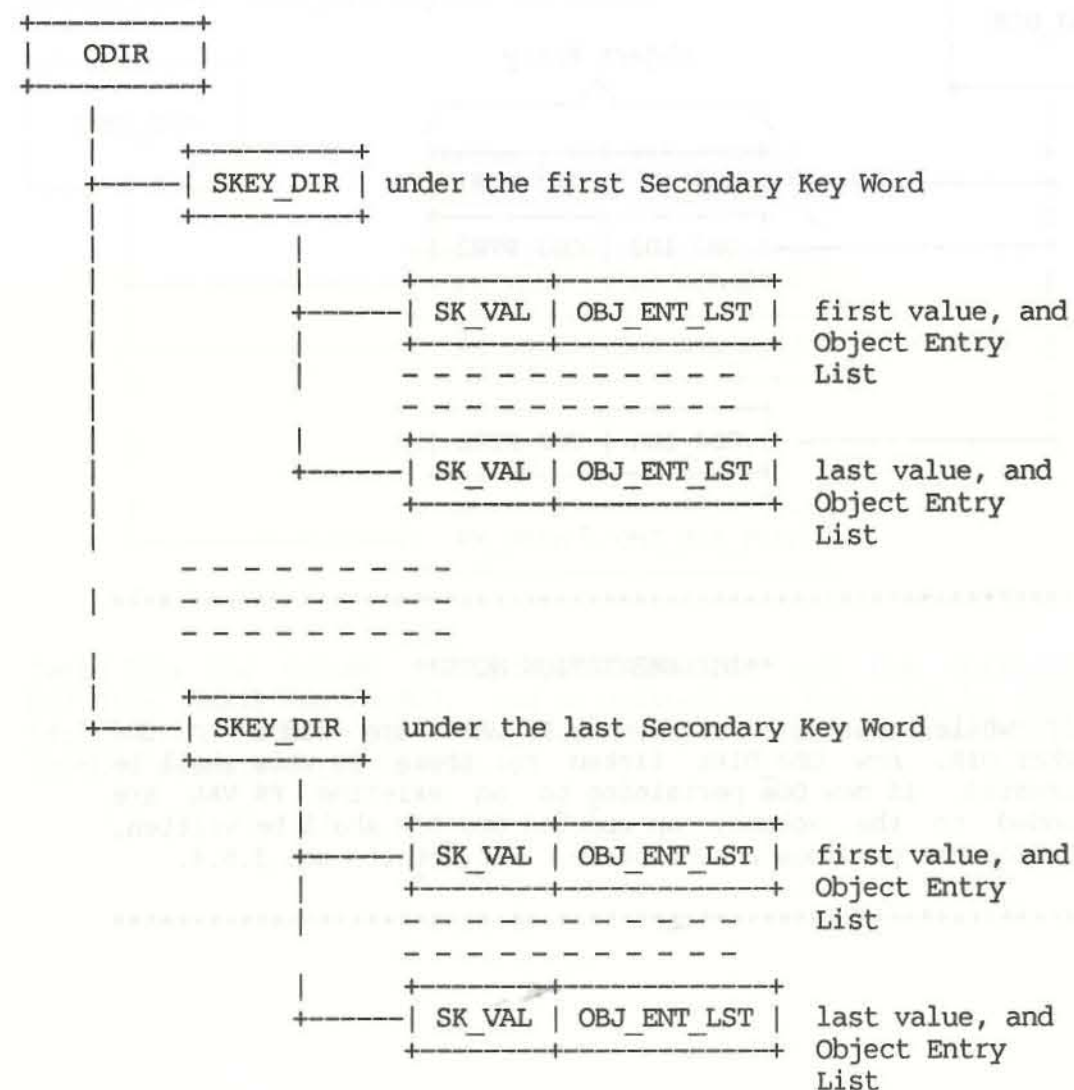 ODIR
SKEY_DIR under the first Secondary Key Word
SK_VAL OBJ_ENT_LST first value, and
Object Entry
List
SK_VAL OBJ_ENT_LST last value, and
Object Entry
List
SKEY_DIR under the last Secondary Key Word
SK_VAL OBJ_ENT_LST first value, and
Object Entry
List
SK_VAL OBJ_ENT_LST last value, and
Object Entry
List